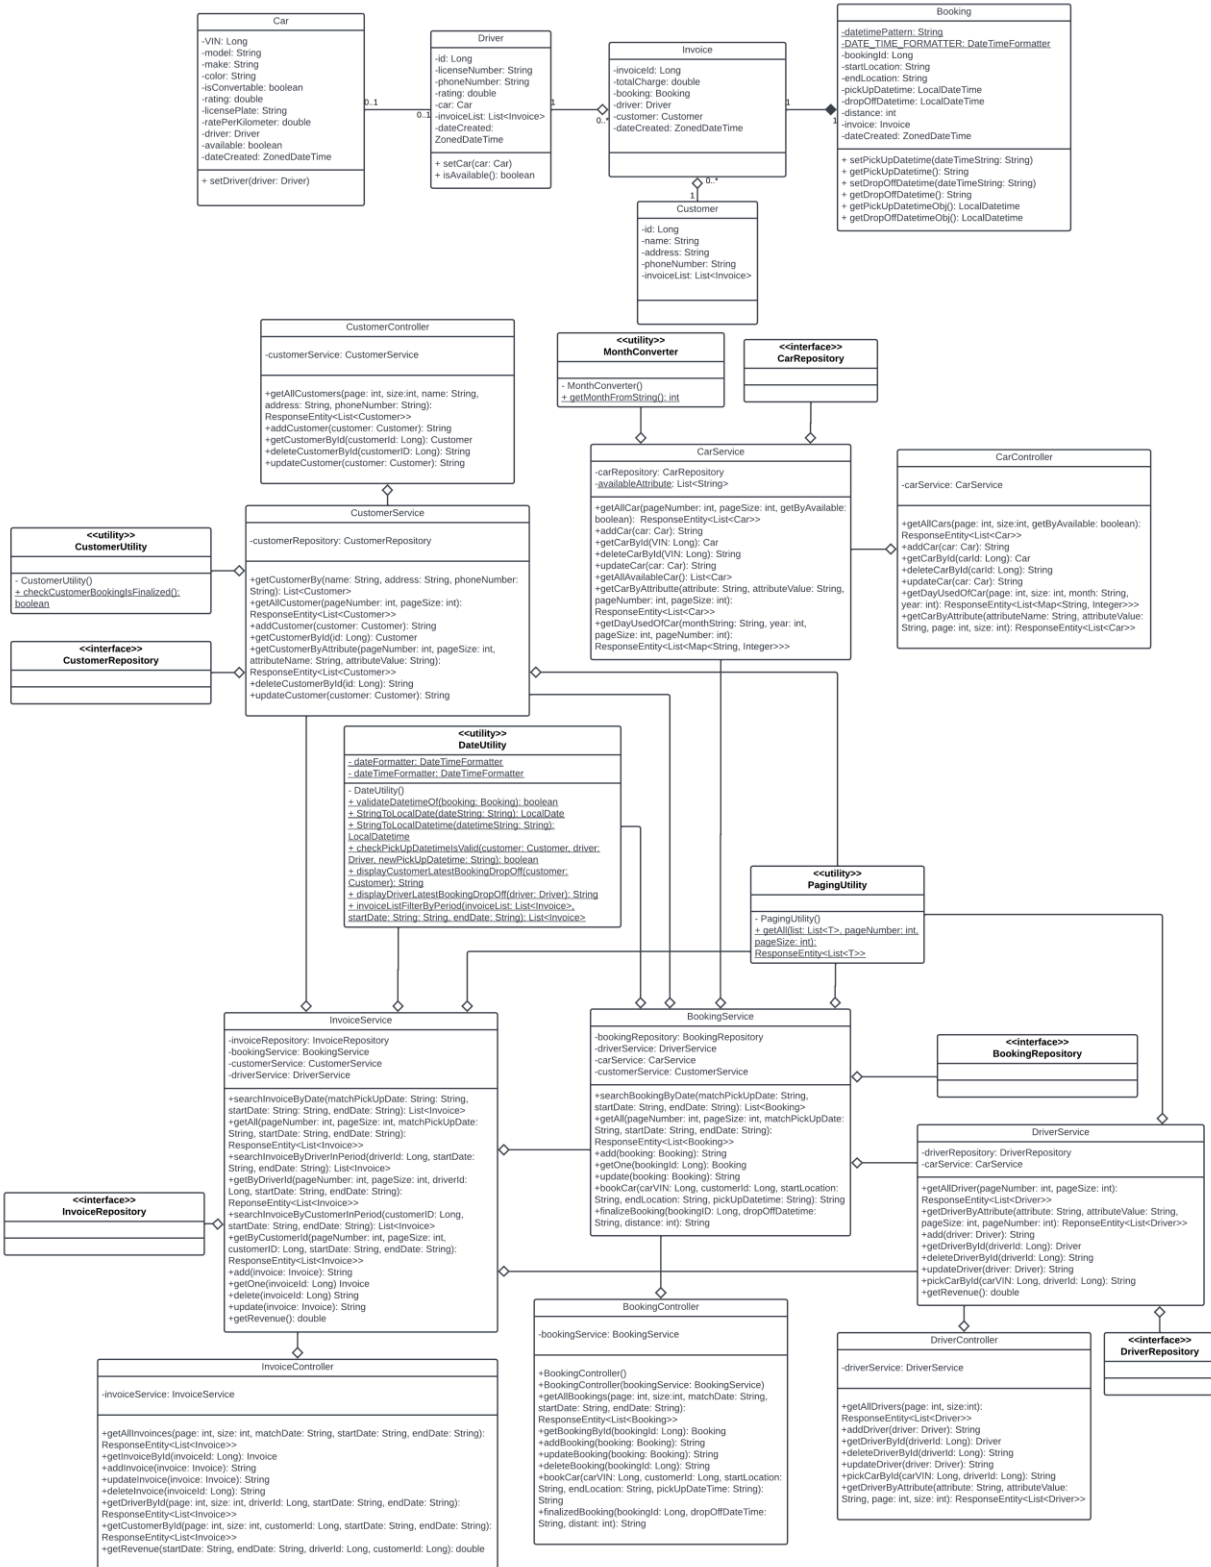 Car
-VIN: Long
-model: String
-make: String
-color: String
-isConvertable: boolean
-rating: double
-licensePlate: String
-ratePerKilometer: double
-driver: Driver
-available: boolean
-dateCreated: ZonedDateTime
+ setDriver(driver: Driver)
0..1
0..1
Driver
-id: Long
-licenseNumber: String
-phoneNumber: String
-rating: double
-car: Car
-invoiceList: List<Invoice>
-dateCreated:
ZonedDateTime
+ setCar(car: Car)
+ isAvailable(): boolean
1
0..*
Invoice
-invoiceId: Long
-totalCharge: double
-booking: Booking
-driver: Driver
-customer: Customer
-dateCreated: ZonedDateTime
1
1
Booking
-datetimePattern: String
-DATE_TIME_FORMATTER: DateTimeFormatter
-bookingId: Long
-startLocation: String
-endLocation: String
-pickUpDatetime: LocalDateTime
-dropOffDatetime: LocalDateTime
-distance: int
-invoice: Invoice
-dateCreated: ZonedDateTime
+ setPickUpDatetime(dateTimeString: String)
+ getPickUpDatetime(): String
+ setDropOffDatetime(dateTimeString: String)
+ getDropOffDatetime(): String
+ getPickUpDatetimeObj(): LocalDatetime
+ getDropOffDatetimeObj(): LocalDatetime
0..*
1
Customer
-id: Long
-name: String
-address: String
-phoneNumber: String
-invoiceList: List<Invoice>
CustomerController
-customerService: CustomerService
+getAllCustomers(page: int, size:int, name: String,
address: String, phoneNumber: String):
ResponseEntity<List<Customer>>
+addCustomer(customer: Customer): String
+getCustomerById(customerId: Long): Customer
+deleteCustomerById(customerID: Long): String
+updateCustomer(customer: Customer): String
<<utility>>
MonthConverter
- MonthConverter()
+ getMonthFromString(): int
<<interface>>
CarRepository
CarService
-carRepository: CarRepository
-availableAttribute: List<String>
+getAllCar(pageNumber: int, pageSize: int, getByAvailable:
boolean): ResponseEntity<List<Car>>
+addCar(car: Car): String
+getCarById(VIN: Long): Car
+deleteCarById(VIN: Long): String
+updateCar(car: Car): String
+getAllAvailableCar(): List<Car>
+getCarByAttributte(attribute: String, attributeValue: String,
pageNumber: int, pageSize: int):
ResponseEntity<List<Car>>
+getDayUsedOfCar(monthString: String, year: int,
pageSize: int, pageNumber: int):
ResponseEntity<List<Map<String, Integer>>>
CarController
-carService: CarService
+getAllCars(page: int, size:int, getByAvailable: boolean):
ResponseEntity<List<Car>>
+addCar(car: Car): String
+getCarById(carId: Long): Car
+deleteCarById(carId: Long): String
+updateCar(car: Car): String
+getDayUsedOfCar(page: int, size: int, month: String,
year: int): ResponseEntity<List<Map<String, Integer>>>
+getCarByAttribute(attributeName: String, attributeValue:
String, page: int, size: int): ResponseEntity<List<Car>>
<<utility>>
CustomerUtility
- CustomerUtility()
+ checkCustomerBookingIsFinalized():
boolean
<<interface>>
CustomerRepository
CustomerService
-customerRepository: CustomerRepository
+getCustomerBy(name: String, address: String, phoneNumber:
String): List<Customer>
+getAllCustomer(pageNumber: int, pageSize: int):
ResponseEntity<List<Customer>>
+addCustomer(customer: Customer): String
+getCustomerById(id: Long): Customer
+getCustomerByAttribute(pageNumber: int, pageSize: int,
attributeName: String, attributeValue: String):
ResponseEntity<List<Customer>>
+deleteCustomerById(id: Long): String
+updateCustomer(customer: Customer): String
<<utility>>
DateUtility
- dateFormatter: DateTimeFormatter
- dateTimeFormatter: DateTimeFormatter
- DateUtility()
+ validateDatetimeOf(booking: Booking): boolean
+ StringToLocalDate(dateString: String): LocalDate
+ StringToLocalDatetime(datetimeString: String):
LocalDatetime
+ checkPickUpDatetimeIsValid(customer: Customer, driver:
Driver, newPickUpDatetime: String): boolean
+ displayCustomerLatestBookingDropOff(customer:
Customer): String
+ displayDriverLatestBookingDropOff(driver: Driver): String
+ invoiceListFilterByPeriod(invoiceList: List<Invoice>,
startDate: String: String, endDate: String): List<Invoice>
<<utility>>
PagingUtility
- PagingUtility()
+ getAll(list: List<T>, pageNumber: int,
pageSize: int):
ResponseEntity<List<T>>
InvoiceService
-invoiceRepository: InvoiceRepository
-bookingService: BookingService
-customerService: CustomerService
-driverService: DriverService
+searchInvoiceByDate(matchPickUpDate: String: String,
startDate: String: String, endDate: String): List<Invoice>
+getAll(pageNumber: int, pageSize: int, matchPickUpDate:
String, startDate: String, endDate: String):
ResponseEntity<List<Invoice>>
+searchInvoiceByDriverInPeriod(driverId: Long, startDate:
String, endDate: String): List<Invoice>
+getByDriverId(pageNumber: int, pageSize: int, driverId:
Long, startDate: String, endDate: String):
ResponseEntity<List<Invoice>>
+searchInvoiceByCustomerInPeriod(customerID: Long,
startDate: String, endDate: String): List<Invoice>
+getByCustomerId(pageNumber: int, pageSize: int,
customerID: Long, startDate: String, endDate: String):
ResponseEntity<List<Invoice>>
+add(invoice: Invoice): String
+getOne(invoiceId: Long) Invoice
+delete(invoiceId: Long) String
+update(invoice: Invoice): String
+getRevenue(): double
<<interface>>
InvoiceRepository
BookingService
-bookingRepository: BookingRepository
-driverService: DriverService
-carService: CarService
-customerService: CustomerService
+searchBookingByDate(matchPickUpDate: String,
startDate: String, endDate: String): List<Booking>
+getAll(pageNumber: int, pageSize: int, matchPickUpDate:
String, startDate: String, endDate: String):
ResponseEntity<List<Booking>>
+add(booking: Booking): String
+getOne(bookingId: Long): Booking
+update(booking: Booking): String
+bookCar(carVIN: Long, customerId: Long, startLocation:
String, endLocation: String, pickUpDatetime: String): String
+finalizeBooking(bookingID: Long, dropOffDatetime:
String, distance: int): String
<<interface>>
BookingRepository
DriverService
-driverRepository: DriverRepository
-carService: CarService
+getAllDriver(pageNumber: int, pageSize: int):
ResponseEntity<List<Driver>>
+getDriverByAttribute(attribute: String, attributeValue: String,
pageSize: int, pageNumber: int): ReponseEntity<List<Driver>>
+add(driver: Driver): String
+getDriverById(driverId: Long): Driver
+deleteDriverById(driverId: Long): String
+updateDriver(driver: Driver): String
+pickCarById(carVIN: Long, driverId: Long): String
+getRevenue(): double
InvoiceController
-invoiceService: InvoiceService
+getAllInvoinces(page: int, size: int, matchDate: String, startDate: String, endDate: String):
ResponseEntity<List<Invoice>>
+getInvoiceById(invoiceId: Long): Invoice
+addInvoice(invoice: Invoice): String
+updateInvoice(invoice: Invoice): String
+deleteInvoice(invoiceId: Long): String
+getDriverById(page: int, size: int, driverId: Long, startDate: String, endDate: String):
ResponseEntity<List<Invoice>>
+getCustomerById(page: int, size: int, customerId: Long, startDate: String, endDate: String):
ResponseEntity<List<Invoice>>
+getRevenue(startDate: String, endDate: String, driverId: Long, customerId: Long): double
BookingController
-bookingService: BookingService
+BookingController()
+BookingController(bookingService: BookingService)
+getAllBookings(page: int, size:int, matchDate: String,
startDate: String, endDate: String):
ResponseEntity<List<Booking>>
+getBookingById(bookingId: Long): Booking
+addBooking(booking: Booking): String
+updateBooking(booking: Booking): String
+deleteBooking(bookingId: Long): String
+bookCar(carVIN: Long, customerId: Long, startLocation:
String, endLocation: String, pickUpDateTime: String):
String
+finalizedBooking(bookingId: Long, dropOffDateTime:
String, distant: int): String
DriverController
-driverService: DriverService
+getAllDrivers(page: int, size:int):
ResponseEntity<List<Driver>>
+addDriver(driver: Driver): String
+getDriverById(driverId: Long): Driver
+deleteDriverById(driverId: Long): String
+updateDriver(driver: Driver): String
+pickCarById(carVIN: Long, driverId: Long): String
+getDriverByAttribute(attribute: String, attributeValue:
String, page: int, size: int): ResponseEntity<List<Driver>>
<<interface>>
DriverRepository